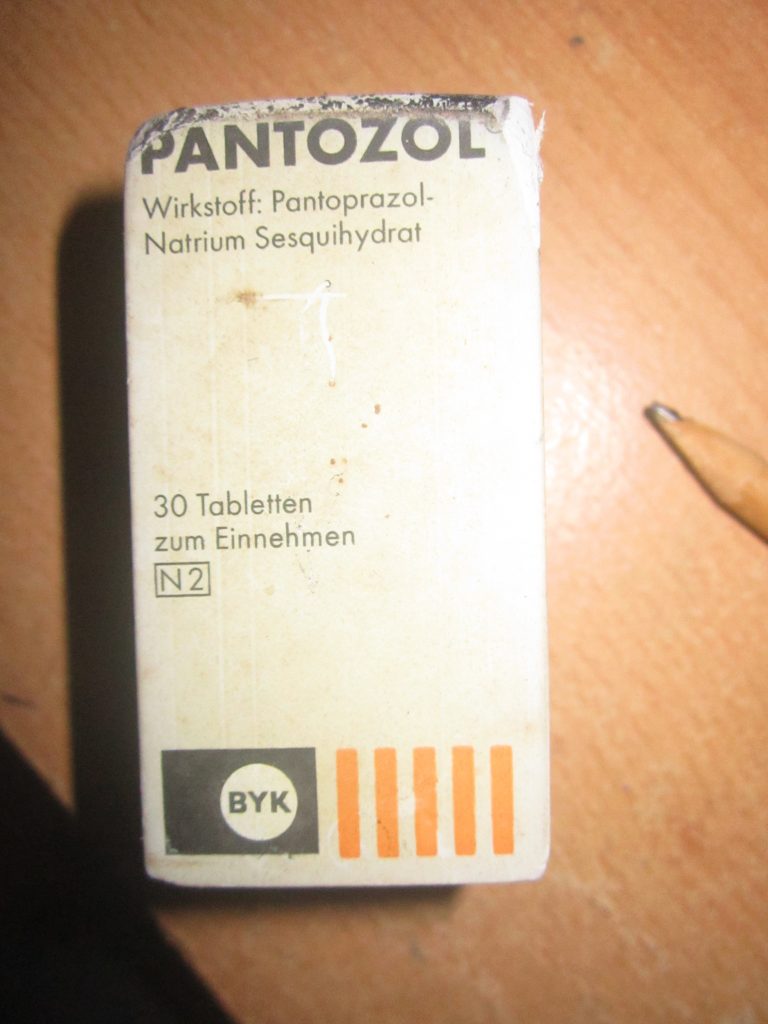 PANTOZOL
Wirkstoff: Pantoprazol-
Natrium Sesquihydrat
30 Tabletten
zum Einnehmen
N2
BYK